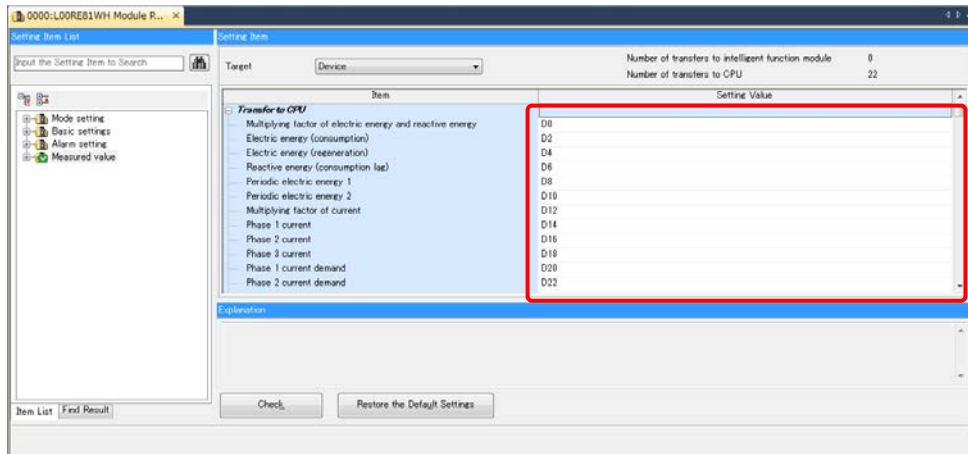 0000:L00RE81WH Module P...
Setting Item List
Setting Item
Input the Setting Item to Search
Target Device
Number of transfers to intelligent function module 0
Number of transfers to CPU 22
Mode setting
Basic settings
Alarm setting
Measured value
Item Setting Value
Transfer to CPU
Multiplying factor of electric energy and reactive energy D0
Electric energy (consumption) D2
Electric energy (regeneration) D4
Reactive energy (consumption lag) D6
Periodic electric energy 1 D8
Periodic electric energy 2 D10
Multiplying factor of current D12
Phase 1 current D14
Phase 2 current D16
Phase 3 current D18
Phase 1 current demand D20
Phase 2 current demand D22
Explanation
Check
Restore the Default Settings
Item List Find Result